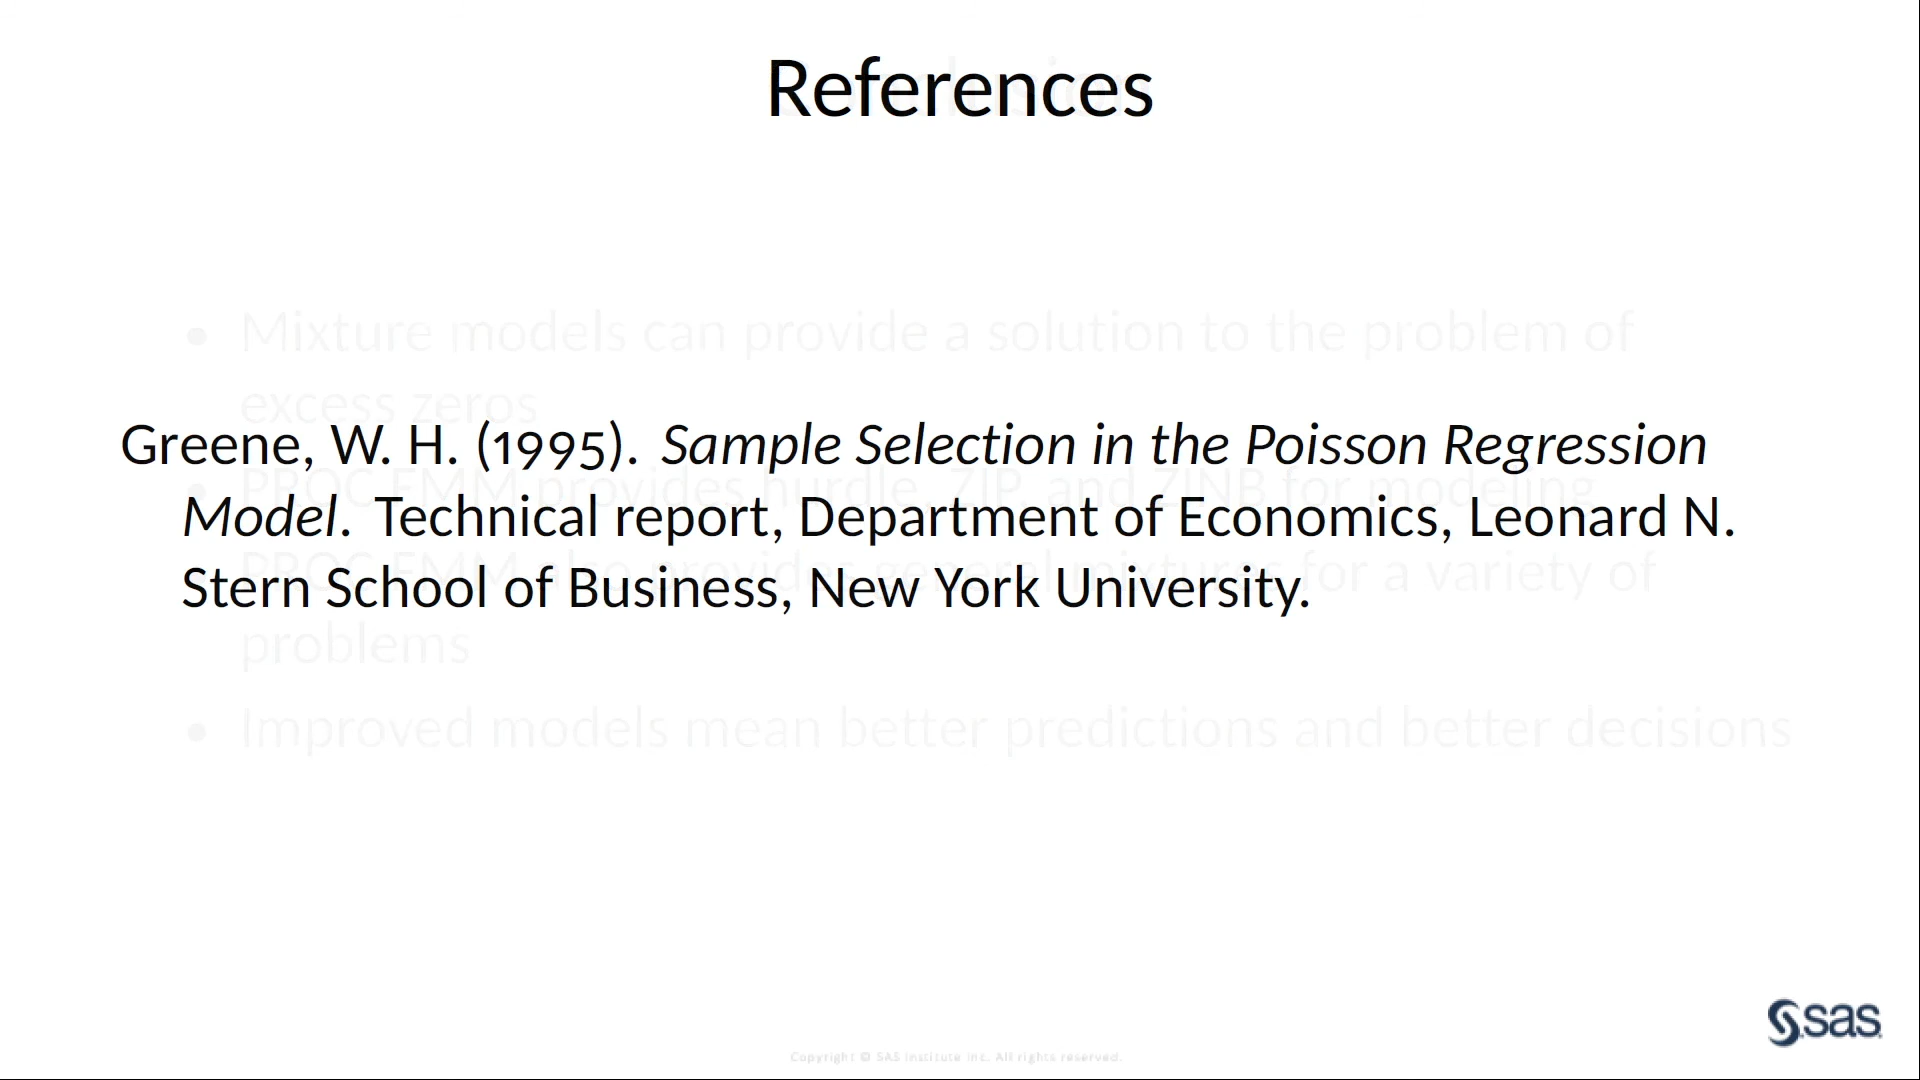 References
Mixture models can provide a solution to the problem of
excess zeros
Greene, W. H. (1995). Sample Selection in the Poisson Regression
PROC FMM provides hurdle, ZIP, and ZINB for modeling
Model. Technical report, Department of Economics, Leonard N.
PROC FMM also provides general mixtures for a variety of
Stern School of Business, New York University.
problems
Improved models mean better predictions and better decisions
sas
Copyright © SAS Institute Inc. All rights reserved.